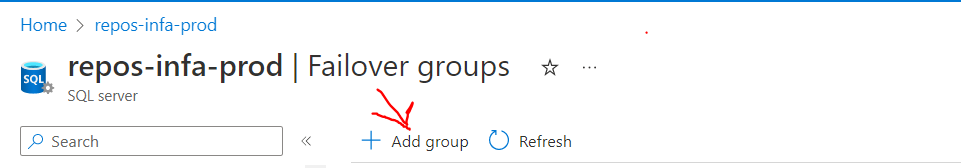 Home > repos-infa-prod
SQL
repos-infa-prod | Failover groups ☆ ...
SQL server
Search «
+ Add group Refresh